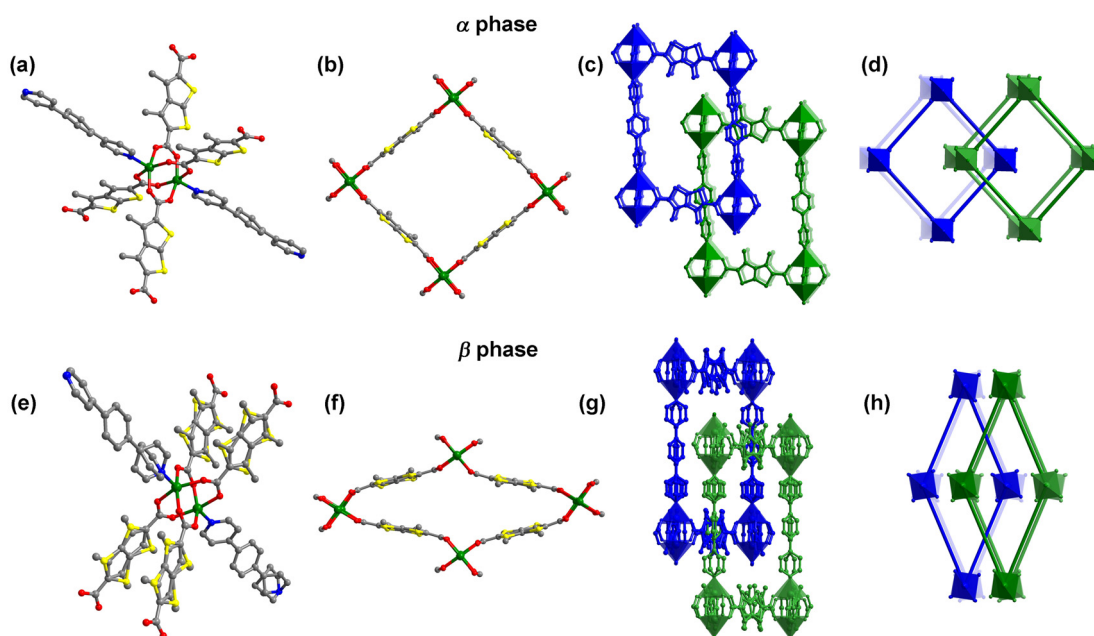 α phase
(a)
(b)
(c)
(d)
β phase
(e)
(f)
(g)
(h)